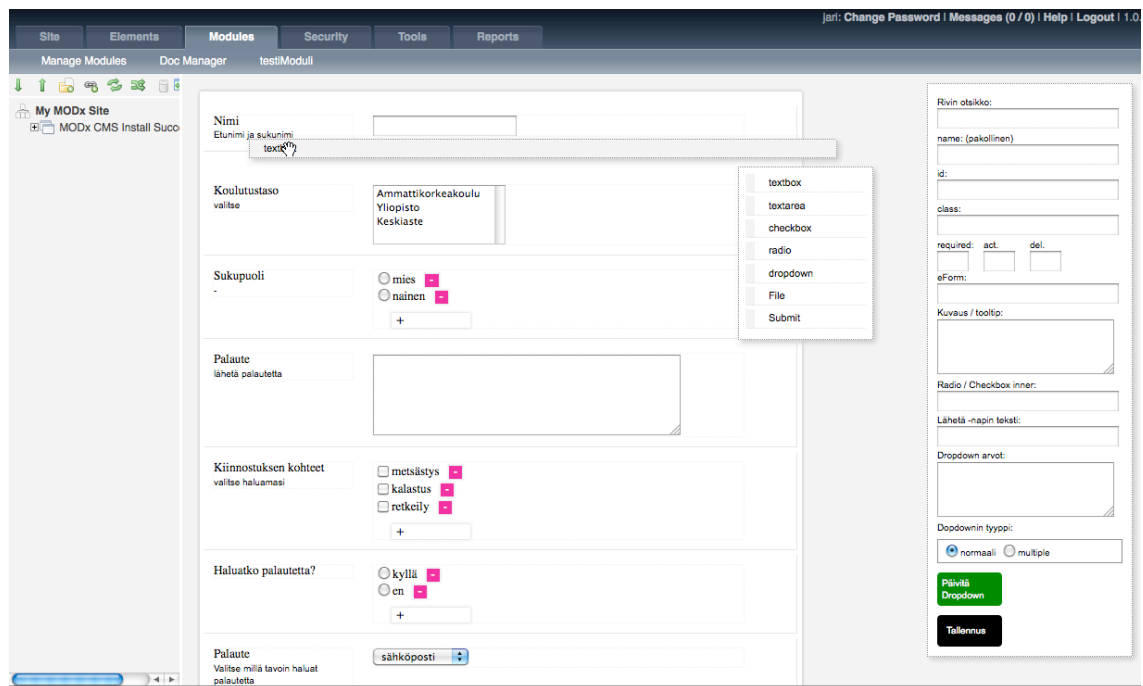 jarl: Change Password | Messages (0 / 0) | Help | Logout | 1.0.
Site Elements Modules Security Tools Reports
Manage Modules Doc Manager testiModuli
My MODx Site
MODx CMS Install Succo
Nimi
Etunimi ja sukunimi
Koulutustaso
valitse
Ammattikorkeakoulu
Yliopisto
Keskiaste
Sukupuoli
-
mies -
nainen -
+
Palaute
lähetä palautetta
Kiinnostuksen kohteet
valitse haluamasi
metsästys -
kalastus -
retkeily -
+
Haluatko palautetta?
kyllä -
en -
+
Palaute
Valitse millä tavoin haluat
palautetta
sähköposti
textbox
textarea
checkbox
radio
dropdown
File
Submit
Rivin otsikko:
name: (pakollinen)
id:
class:
required: act. del.
eForm:
Kuvaus / tooltip:
Radio / Checkbox inner:
Lähetä -napin teksti:
Dropdown arvot:
Dopdownin tyyppi:
normaali multiple
Päivitä
Dropdown
Tallennus